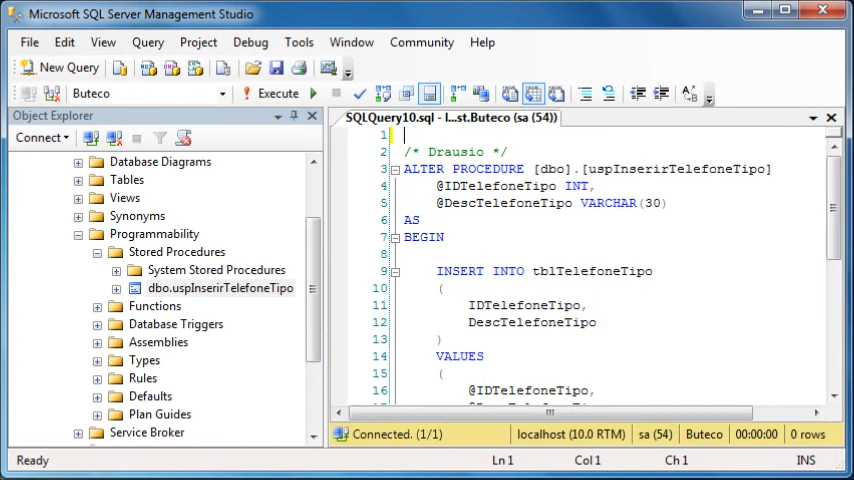 Microsoft SQL Server Management Studio
File Edit View Query Project Debug Tools Window Community Help
New Query
Buteco Execute
Object Explorer
Connect
Database Diagrams
Tables
Views
Synonyms
Programmability
Stored Procedures
System Stored Procedures
dbo.uspInserirTelefoneTipo
Functions
Database Triggers
Assemblies
Types
Rules
Defaults
Plan Guides
Service Broker
SQLQuery10.sql - l...st.Buteco (sa (54))
1
2 /* Drausio */
3 ALTER PROCEDURE [dbo].[uspInserirTelefoneTipo]
4 @IDTelefoneTipo INT,
5 @DescTelefoneTipo VARCHAR(30)
6 AS
7 BEGIN
8
9 INSERT INTO tblTelefoneTipo
10 (
11 IDTelefoneTipo,
12 DescTelefoneTipo
13 )
14 VALUES
15 (
16 @IDTelefoneTipo,
Connected. (1/1) localhost (10.0 RTM) sa (54) Buteco 00:00:00 0 rows
Ready Ln 1 Col 1 Ch 1 INS